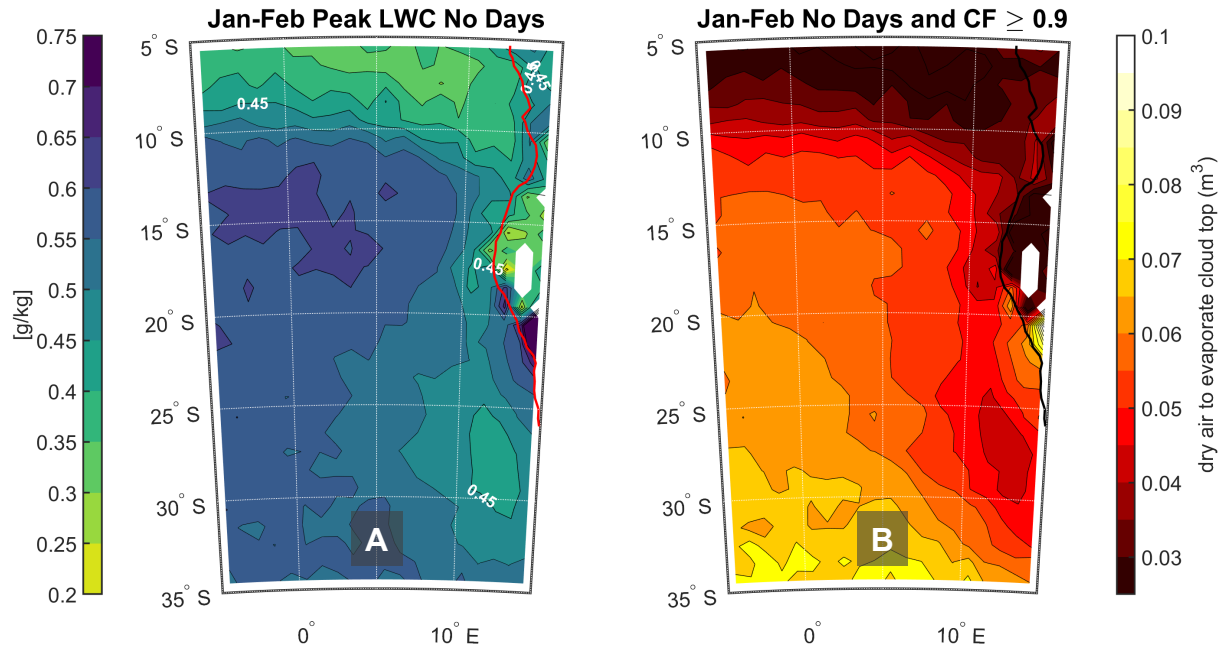 Jan-Feb Peak LWC No Days
Jan-Feb No Days and CF ≥ 0.9
[g/kg]
0.75
0.7
0.65
0.6
0.55
0.5
0.45
0.4
0.35
0.3
0.25
0.2
5° S
10° S
15° S
20° S
25° S
30° S
35° S
0°
10° E
0.45
0.45
0.45
0.45
0.45
A
5° S
10° S
15° S
20° S
25° S
30° S
35° S
0°
10° E
B
0.1
0.09
0.08
0.07
0.06
0.05
0.04
0.03
dry air to evaporate cloud top (m³)